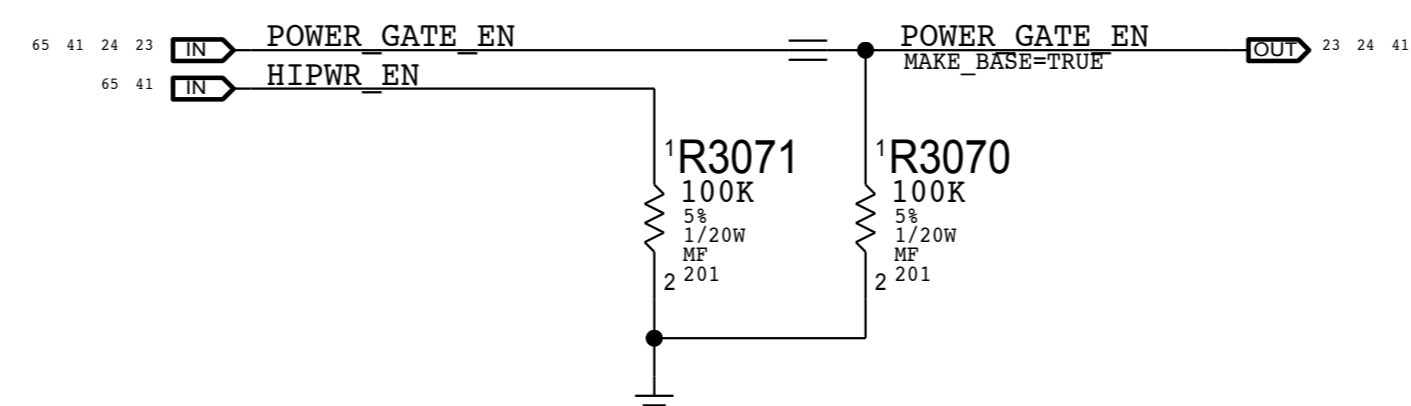 65 41 24 23 IN POWER_GATE_EN POWER_GATE_EN OUT 23 24 41
MAKE_BASE=TRUE
65 41 IN HIPWR_EN
1 R3071
100K
5%
1/20W
MF
201
2
1 R3070
100K
5%
1/20W
MF
201
2